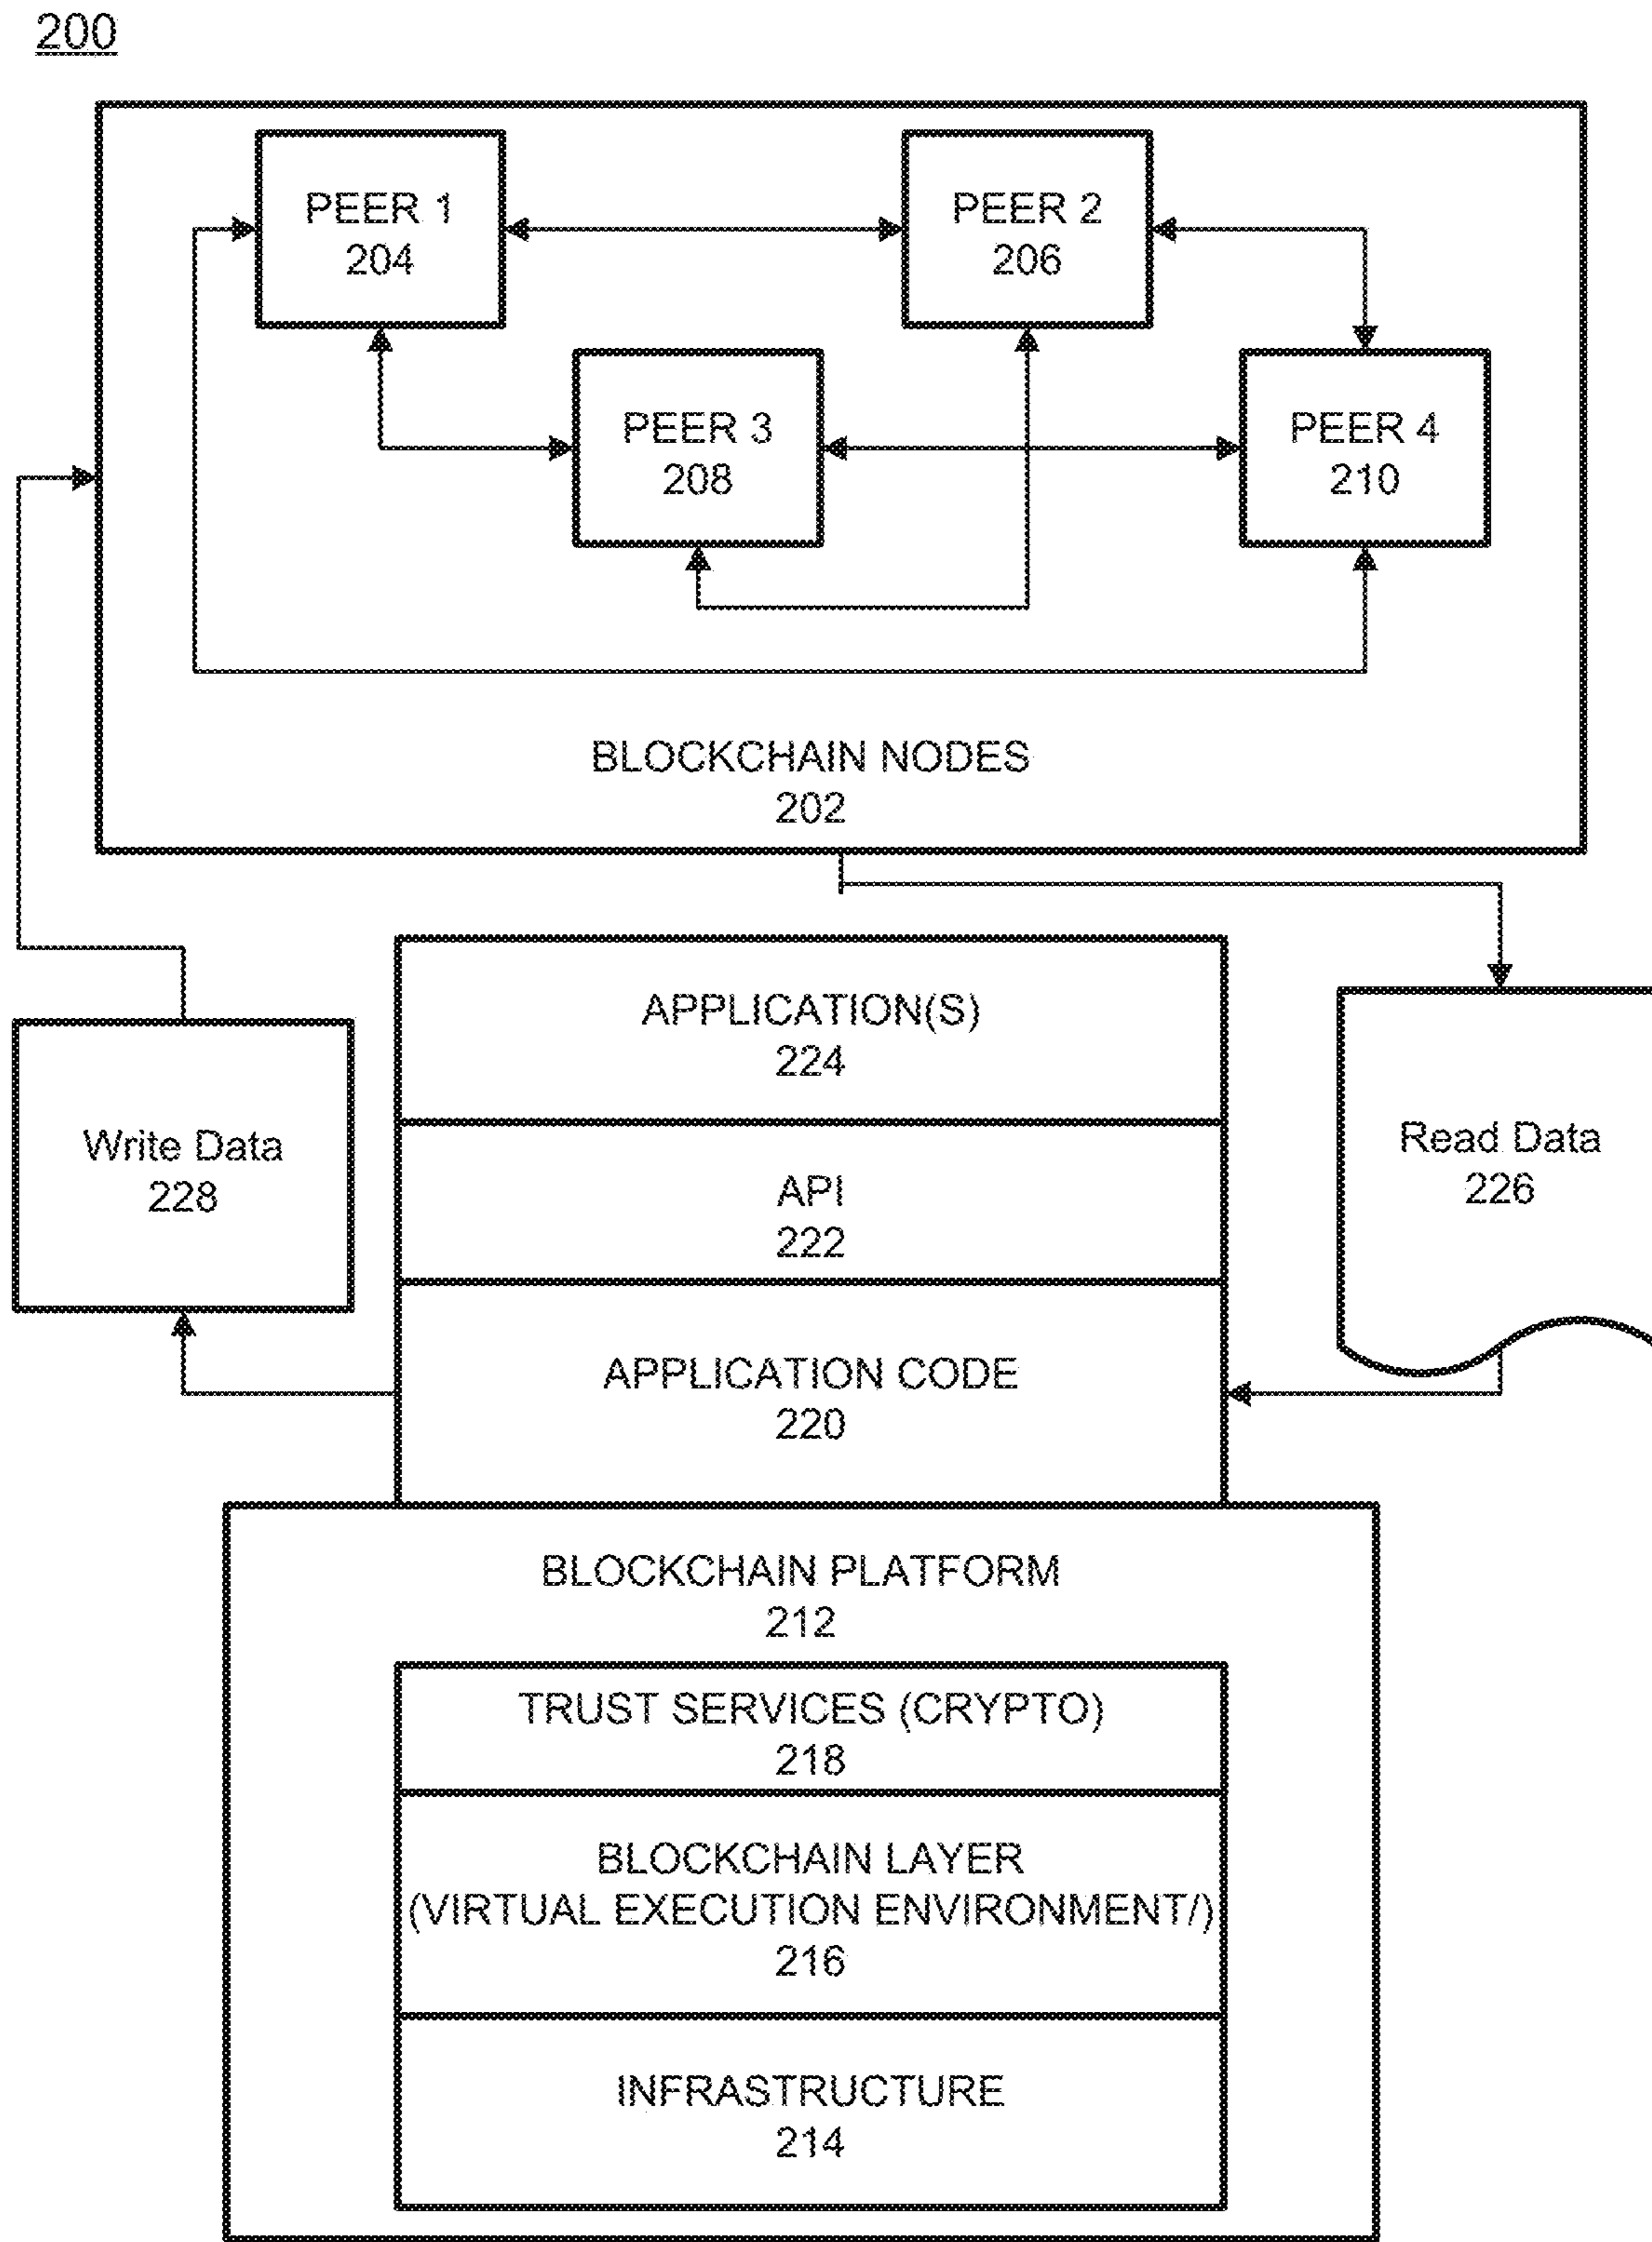 200
PEER 1
204
PEER 2
206
PEER 3
208
PEER 4
210
BLOCKCHAIN NODES
202
APPLICATION(S)
224
Write Data
228
API
222
Read Data
226
APPLICATION CODE
220
BLOCKCHAIN PLATFORM
212
TRUST SERVICES (CRYPTO)
218
BLOCKCHAIN LAYER
(VIRTUAL EXECUTION ENVIRONMENT/)
216
INFRASTRUCTURE
214